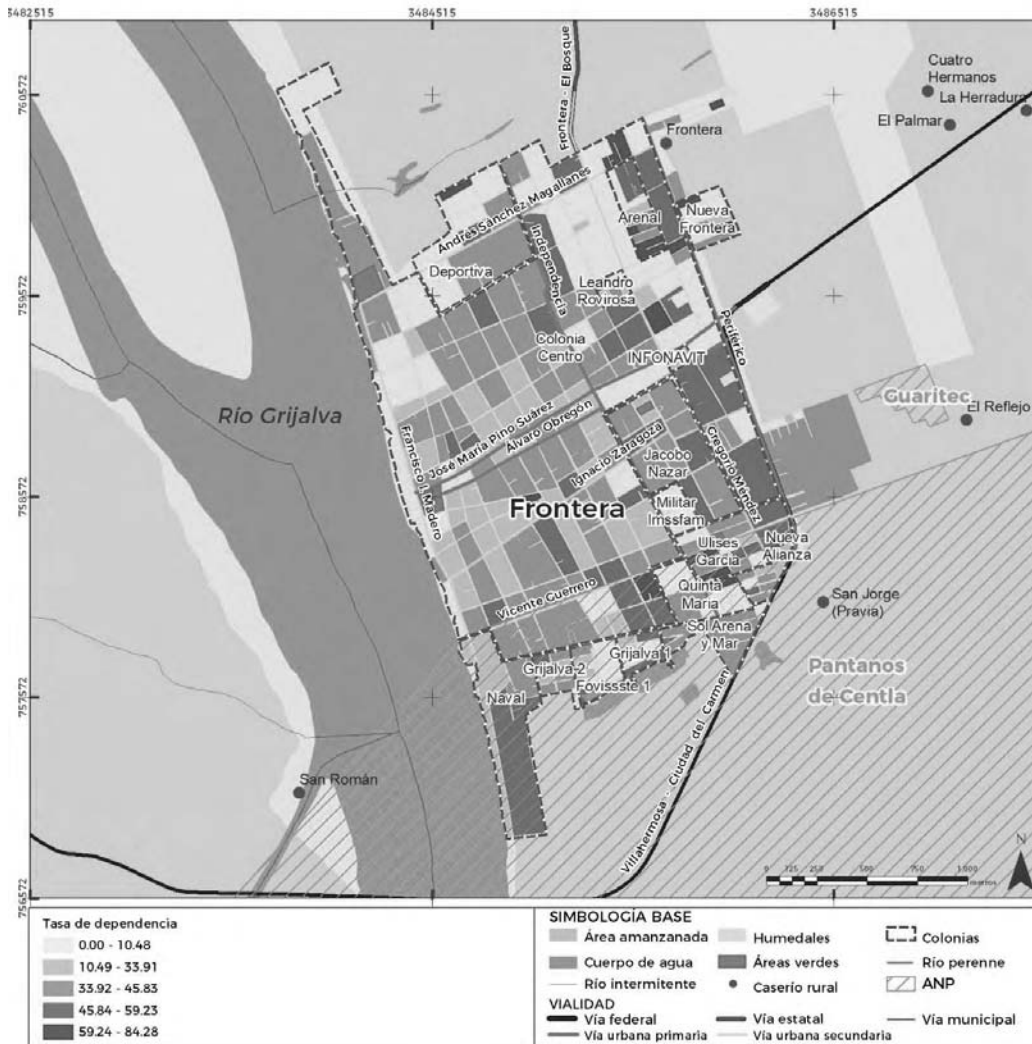 3482515
3484515
3486515
760572
759572
758572
757572
756572
Cuatro
Hermanos
La Herradura
El Palmar
Frontera - El Bosque
Frontera
Andrés Sánchez Magallanes
Arenal
Nueva
Frontera
Independencia
Deportiva
Leandro
Rovirosa
Colonia
Centro
Periférico
INFONAVIT
Río Grijalva
Guaritec
El Reflejo
José María Pino Suárez
Álvaro Obregón
Francisco I. Madero
Ignacio Zaragoza
Gregorio Méndez
Jacobo
Nazar
Frontera
Militar
Imssfam
Ulises
García
Nueva
Alianza
Vicente Guerrero
Quinta
María
San Jorge
(Pravia)
Sol Arena
y Mar
Grijalva 1
Grijalva 2
Fovissste 1
Naval
Pantanos
de Centla
San Román
Villahermosa - Ciudad del Carmen
N
0 125 250 500 750 1,000
metros
Tasa de dependencia
0.00 - 10.48
10.49 - 33.91
33.92 - 45.83
45.84 - 59.23
59.24 - 84.28
SIMBOLOGÍA BASE
Área amanzanada
Humedales
Colonias
Cuerpo de agua
Áreas verdes
Río perenne
Río intermitente
Caserío rural
ANP
VIALIDAD
Vía federal
Vía estatal
Vía municipal
Vía urbana primaria
Vía urbana secundaria